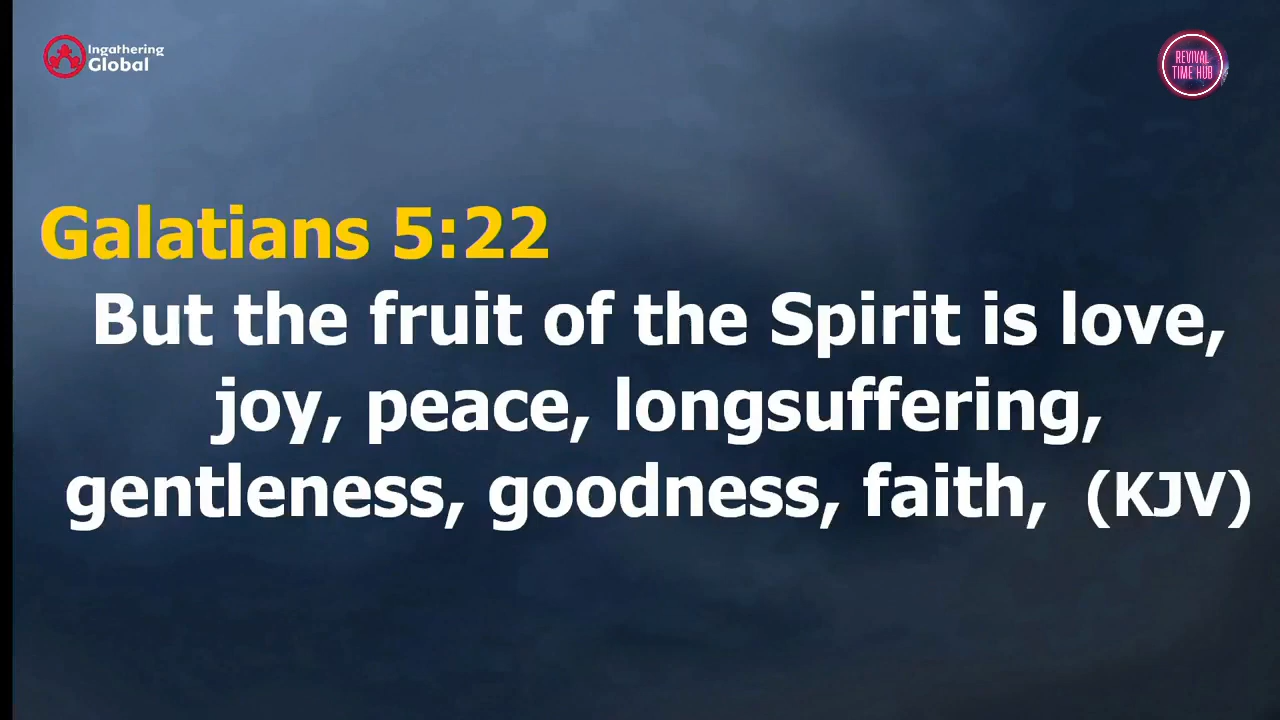 Ingathering
Global
REVIVAL
TIME HUB
Galatians 5:22
But the fruit of the Spirit is love,
joy, peace, longsuffering,
gentleness, goodness, faith, (KJV)